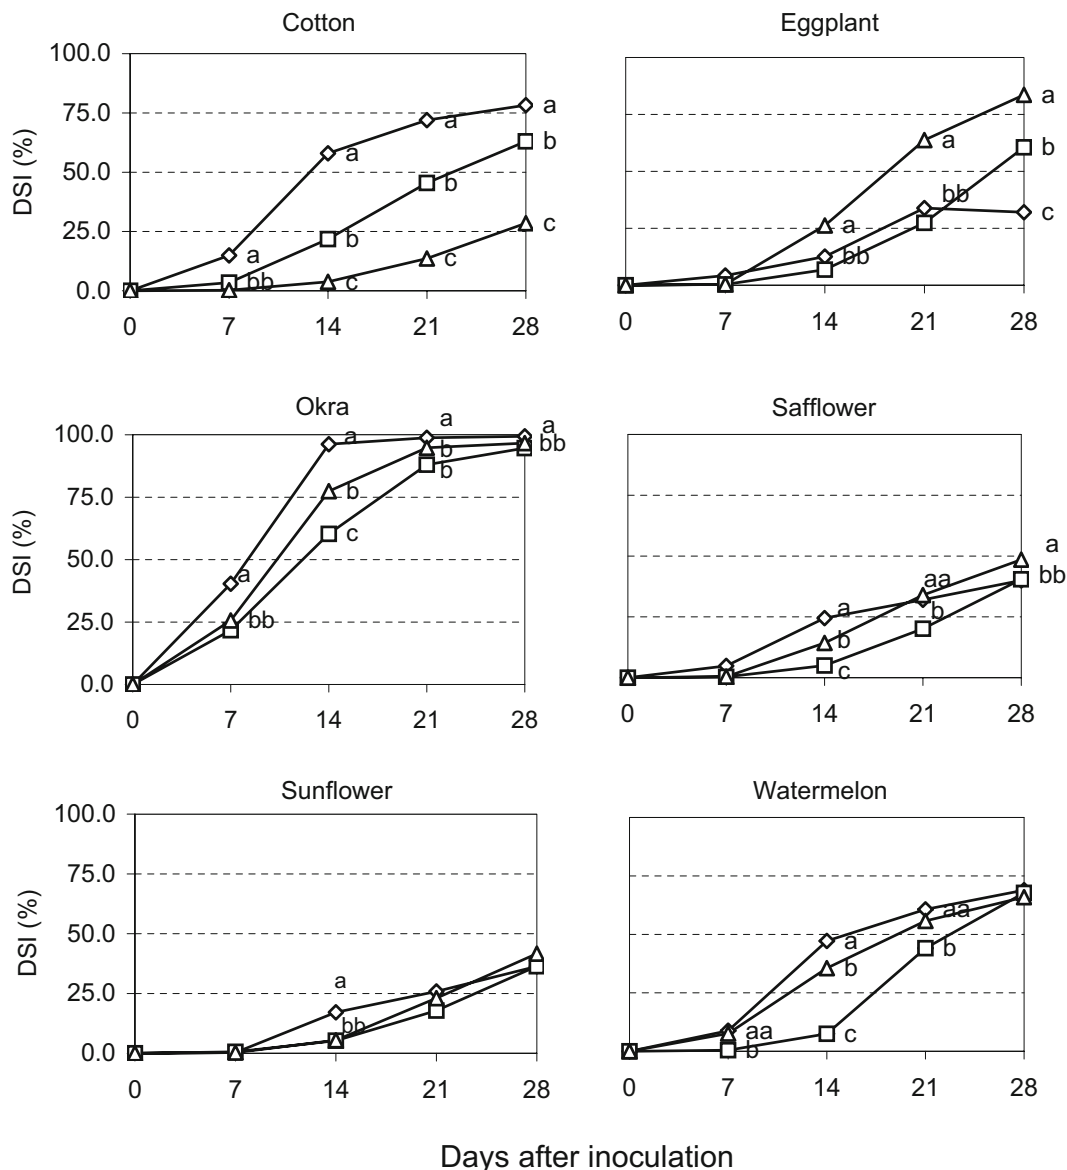 Cotton
100.0
75.0
50.0
25.0
0.0
DSI (%)
a
a
a
b
a
b
b
c
c
bb
c
0 7 14 21 28
Eggplant
a
a
b
bb
a
c
bb
0 7 14 21 28
Okra
100.0
75.0
50.0
25.0
0.0
DSI (%)
a
a
a
b
bb
b
b
c
a
bb
0 7 14 21 28
Safflower
a
aa
bb
a
b
b
c
0 7 14 21 28
Sunflower
100.0
75.0
50.0
25.0
0.0
DSI (%)
a
bb
0 7 14 21 28
Watermelon
aa
a
b
b
aa
c
b
0 7 14 21 28
Days after inoculation